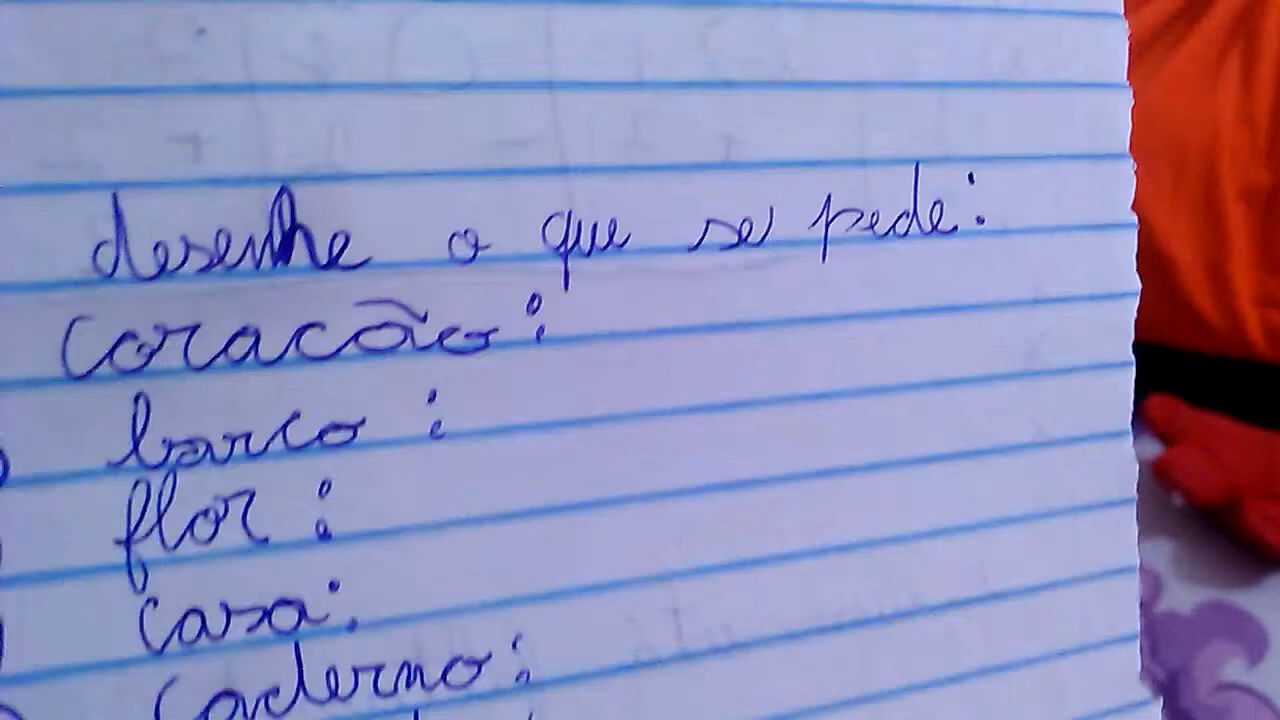 desenhe o que se pede:
coracão:
barco:
flor:
casa:
caderno: